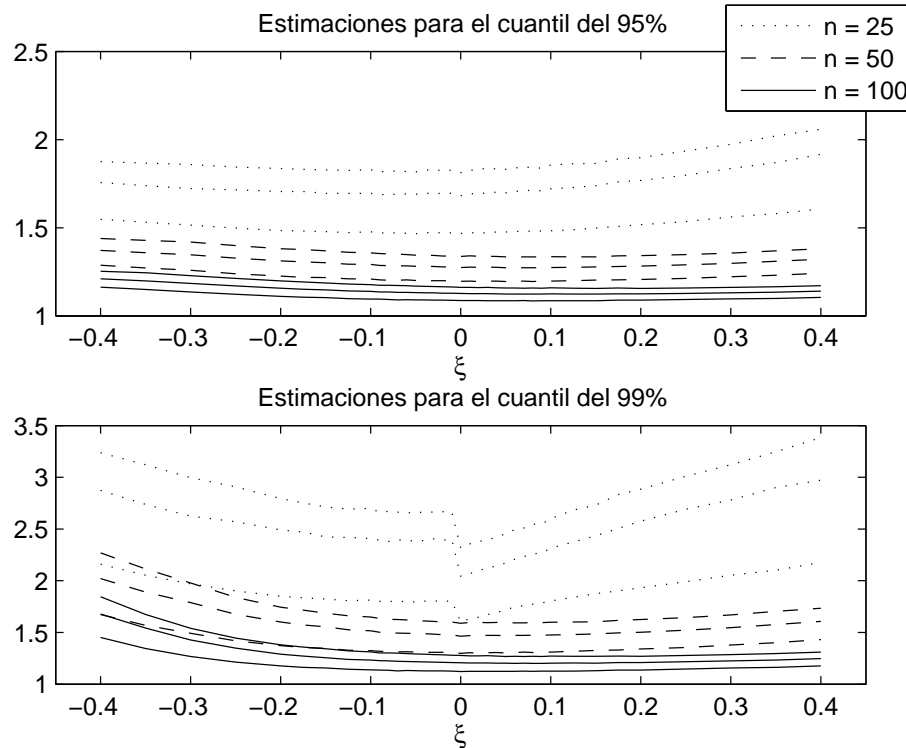 Estimaciones para el cuantil del 95%
n = 25
n = 50
n = 100
2.5
2
1.5
1
−0.4 −0.3 −0.2 −0.1 0 0.1 0.2 0.3 0.4
ξ
Estimaciones para el cuantil del 99%
3.5
3
2.5
2
1.5
1
−0.4 −0.3 −0.2 −0.1 0 0.1 0.2 0.3 0.4
ξ